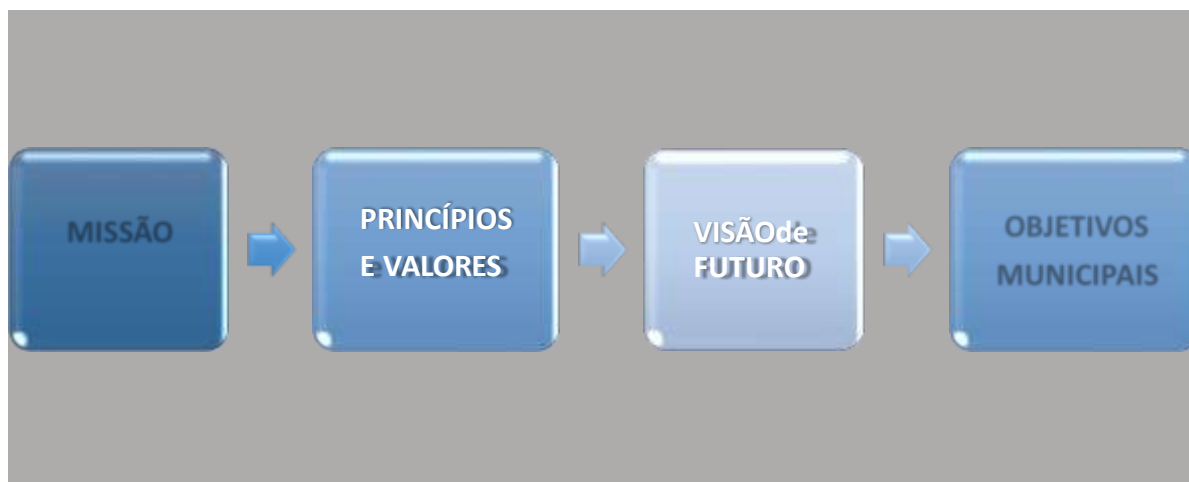 MISSÃO
PRINCÍPIOS
E VALORES
VISÃOde
FUTURO
OBJETIVOS
MUNICIPAIS